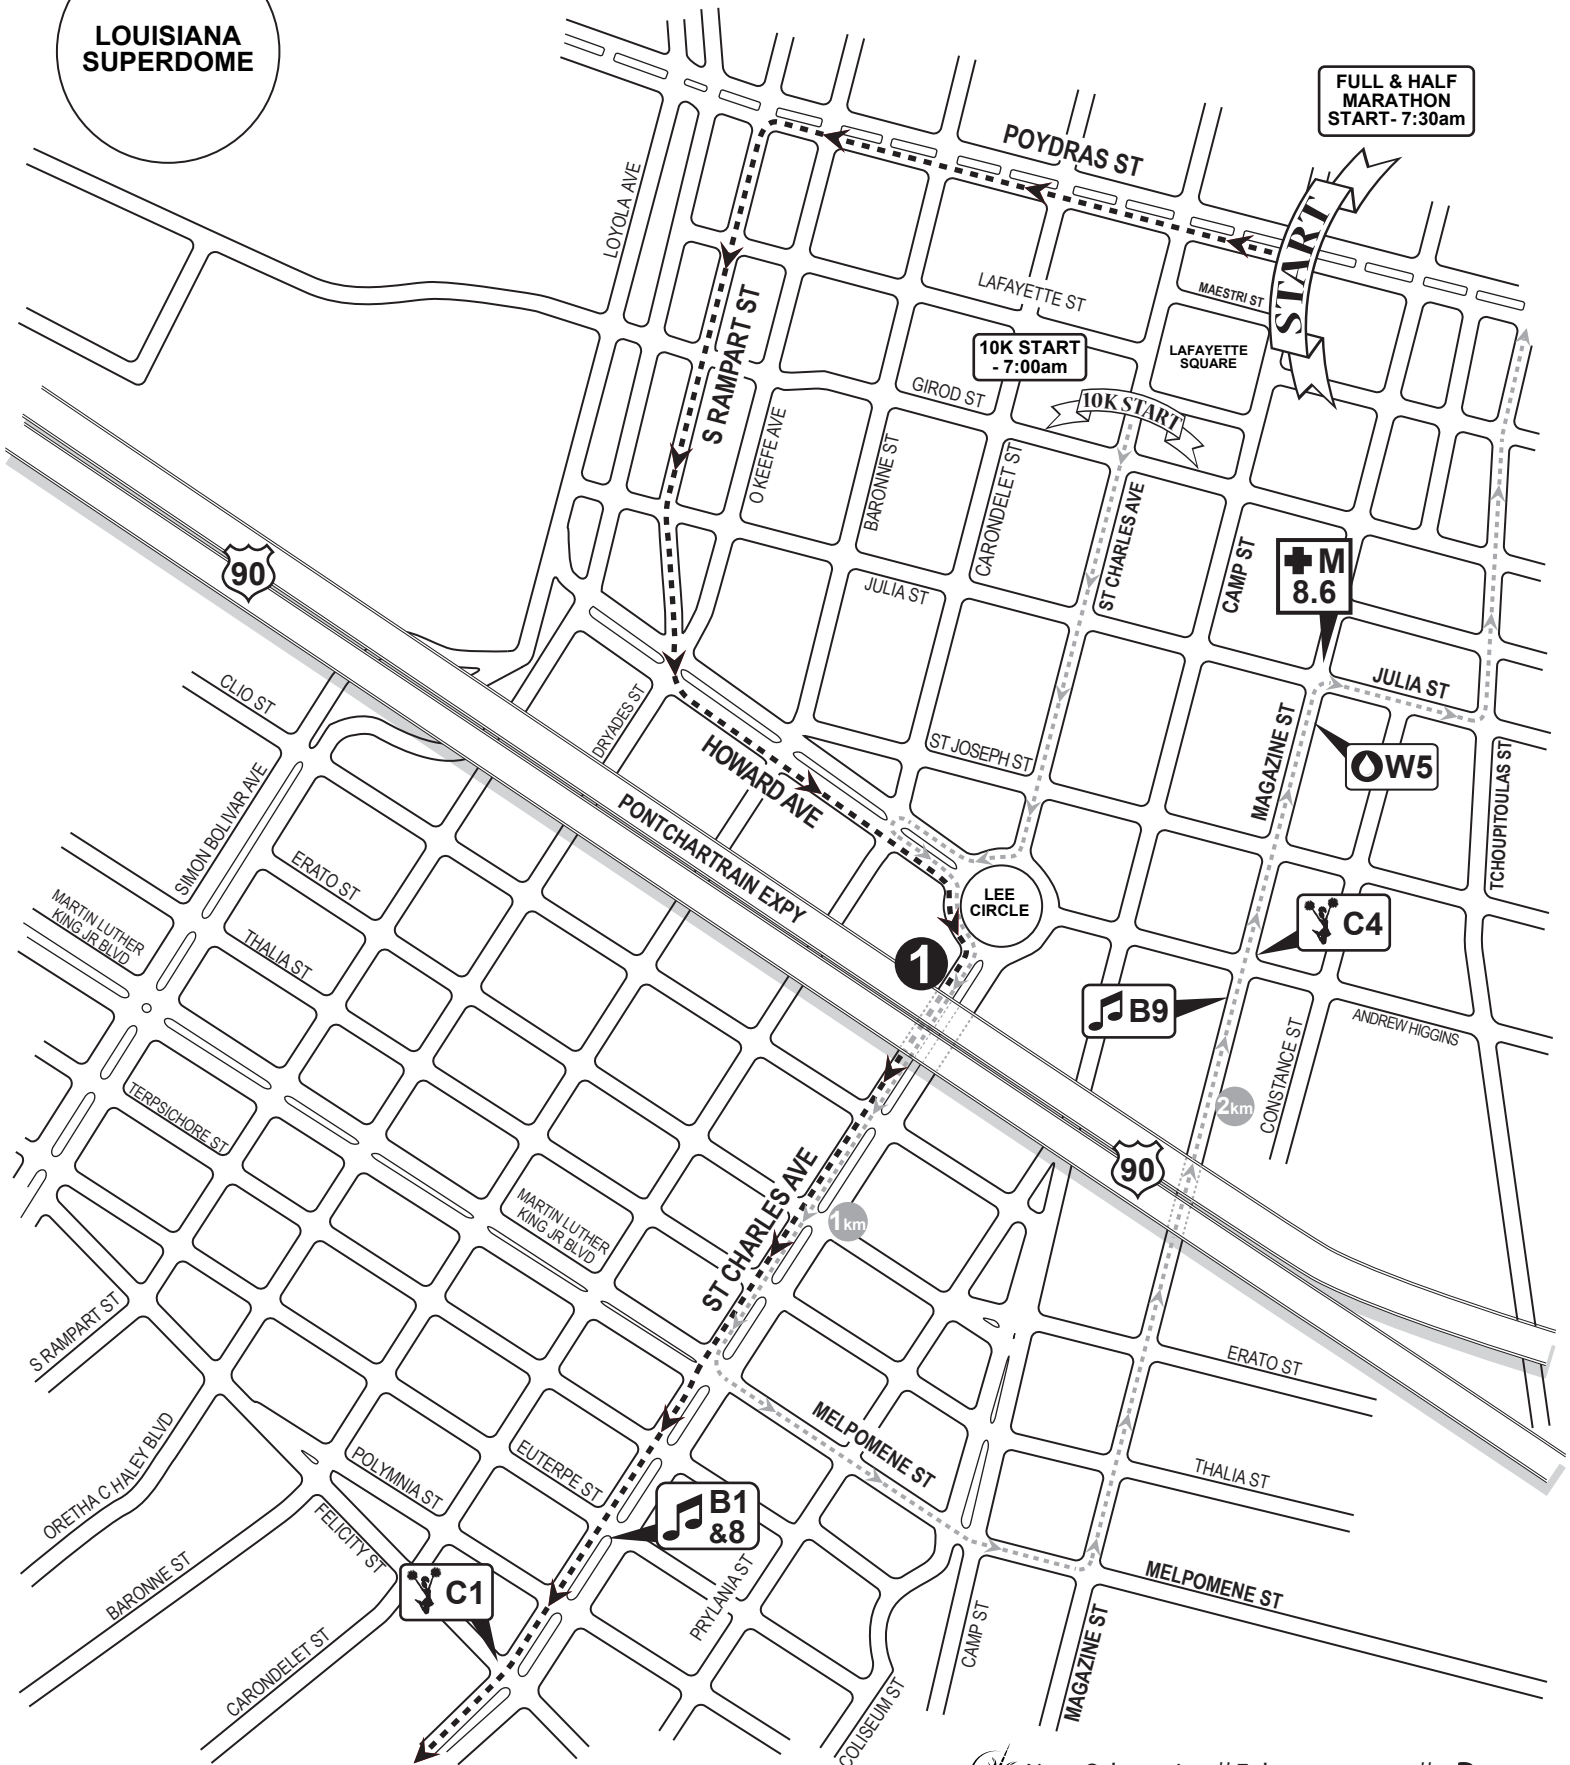 LOUISIANA
SUPERDOME
FULL & HALF
MARATHON
START- 7:30am
POYDRAS ST
START
LOYOLA AVE
LAFAYETTE ST
MAESTRI ST
S RAMPART ST
10K START
- 7:00am
LAFAYETTE
SQUARE
GIROD ST
10K START
O KEEFE AVE
BARONNE ST
CARONDELET ST
ST CHARLES AVE
CAMP ST
M
8.6
90
JULIA ST
JULIA ST
CLIO ST
DRYADES ST
MAGAZINE ST
HOWARD AVE
ST JOSEPH ST
W5
TCHOUPITOULAS ST
SIMON BOLIVAR AVE
PONTCHARTRAIN EXPY
ERATO ST
LEE
CIRCLE
MARTIN LUTHER
KING JR BLVD
C4
THALIA ST
1
B9
ANDREW HIGGINS
CONSTANCE ST
2km
TERPSICHORE ST
90
MARTIN LUTHER
KING JR BLVD
ST CHARLES AVE
1km
S RAMPART ST
ERATO ST
MELPOMENE ST
ORETHA C HALEY BLVD
POLYMNIA ST
EUTERPE ST
THALIA ST
B1
&8
FELICITY ST
BARONNE ST
C1
PRYLANIA ST
MELPOMENE ST
CARONDELET ST
CAMP ST
MAGAZINE ST
COLISEUM ST